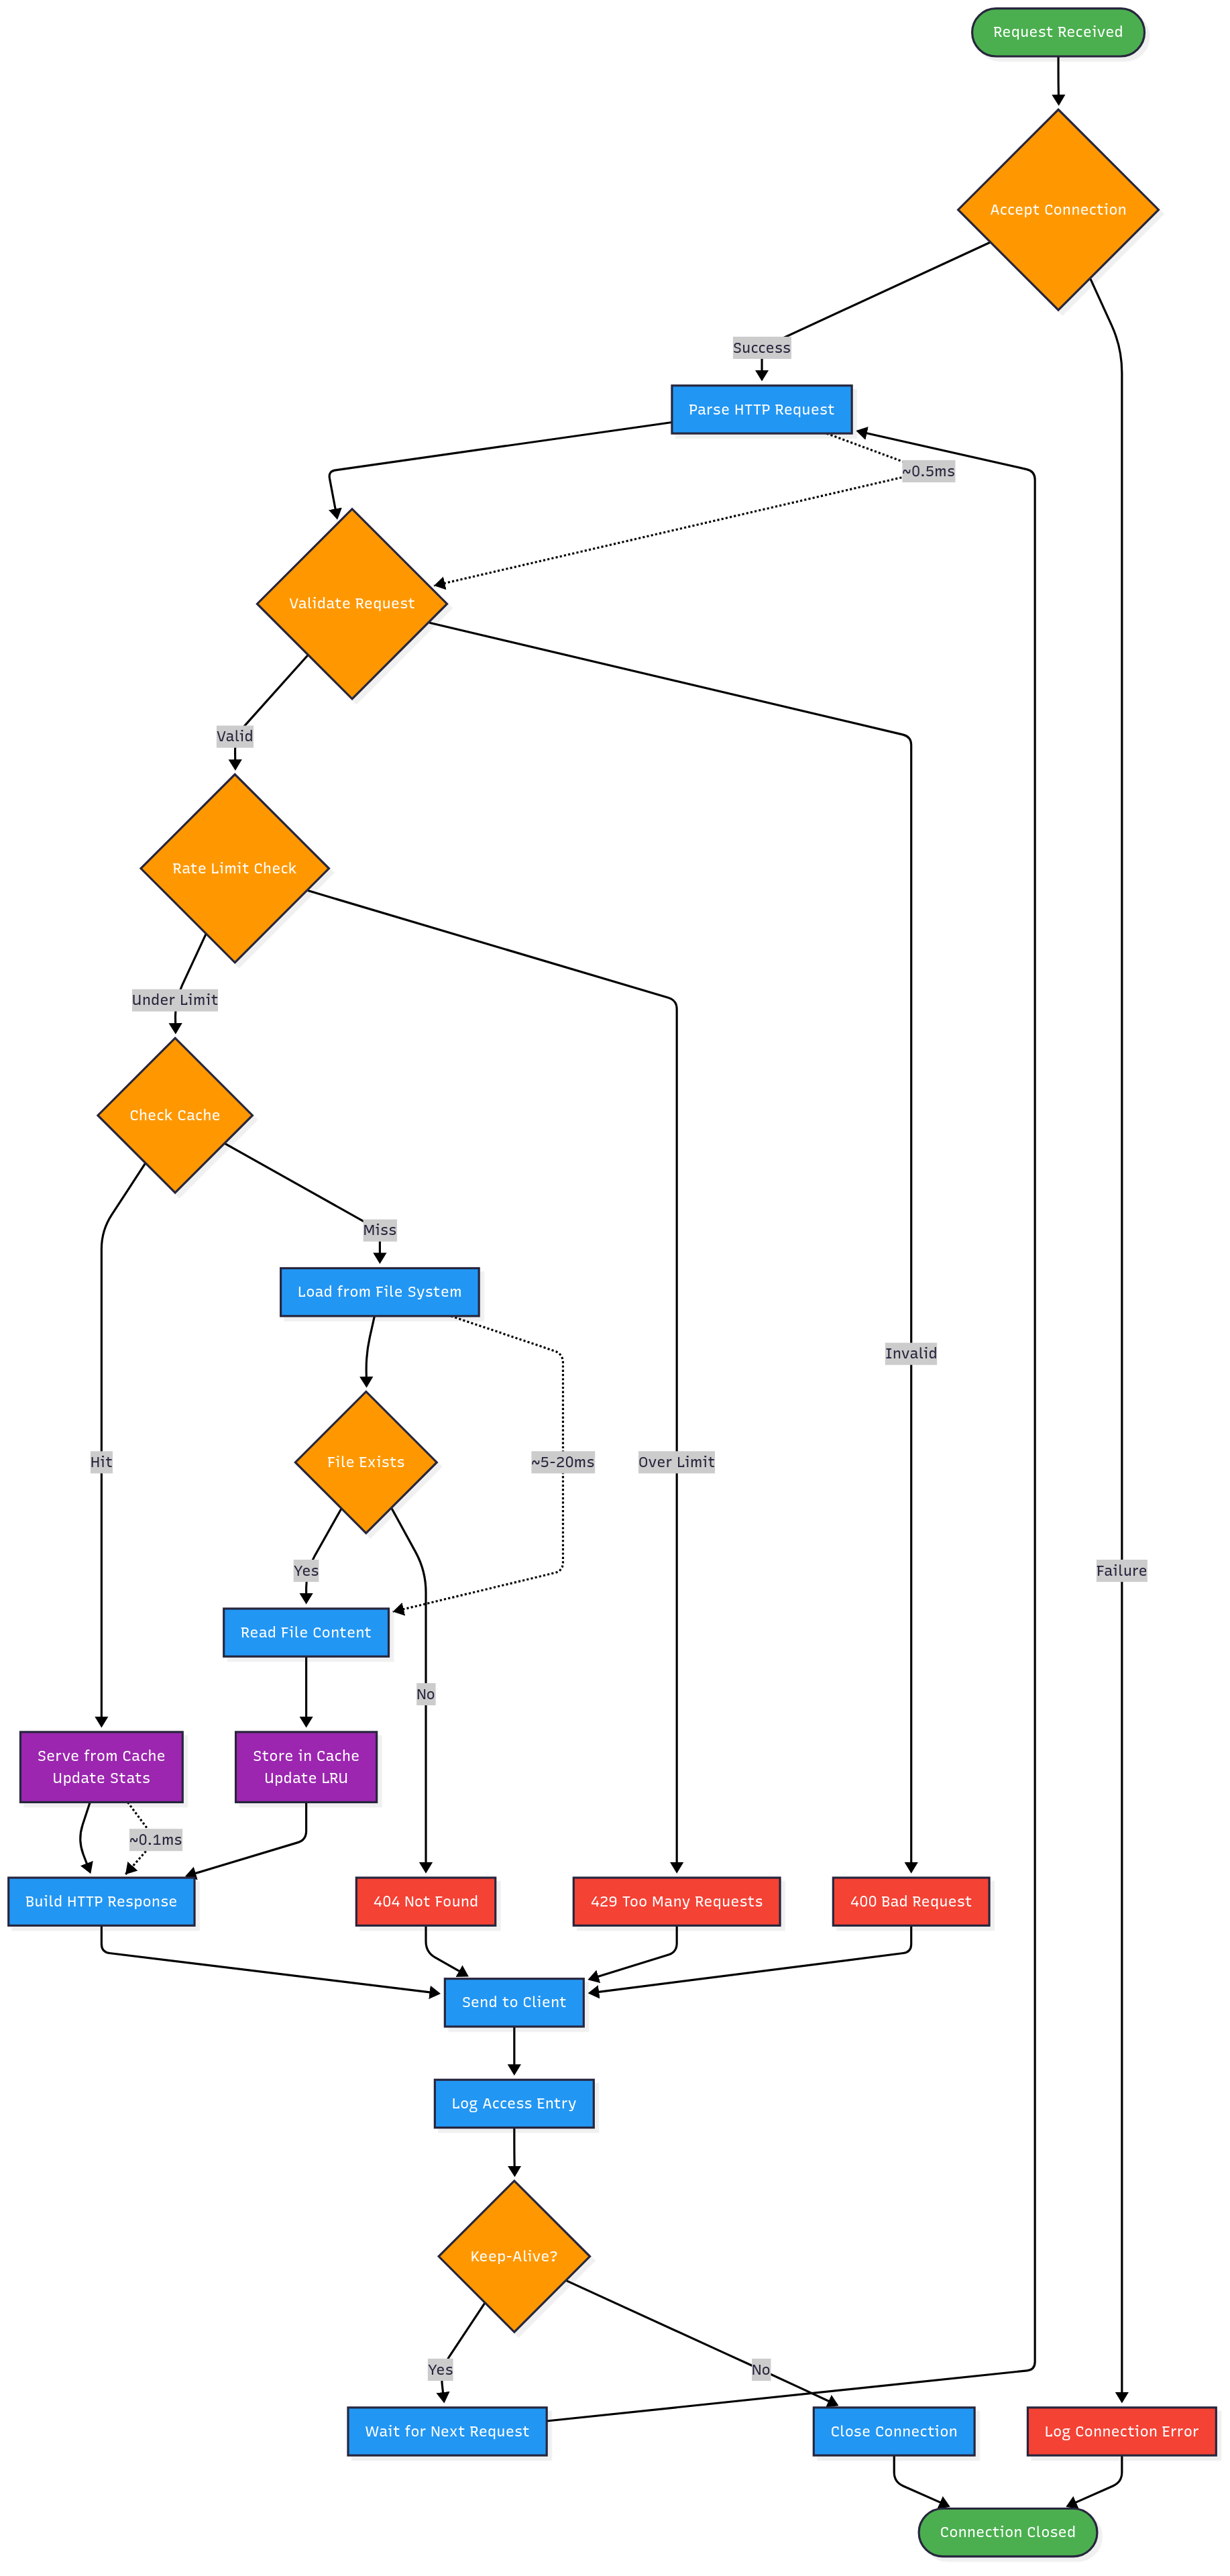 Request Received
Accept Connection
Success
Parse HTTP Request
~0.5ms
Validate Request
Valid
Rate Limit Check
Under Limit
Check Cache
Miss
Load from File System
Invalid
Hit
File Exists
~5-20ms
Over Limit
Yes
Failure
Read File Content
No
Serve from Cache
Update Stats
Store in Cache
Update LRU
~0.1ms
Build HTTP Response
404 Not Found
429 Too Many Requests
400 Bad Request
Send to Client
Log Access Entry
Keep-Alive?
Yes
No
Wait for Next Request
Close Connection
Log Connection Error
Connection Closed